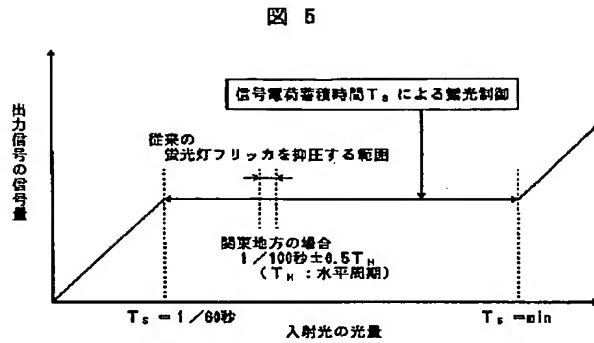 図 5
信号電荷蓄積時間Tsによる露光制御
従来の
蛍光灯フリッカを抑圧する範囲
出力信号の信号量
関東地方の場合
1/100秒±0.5TH
(TH:水平周期)
Ts=1/60秒
入射光の光量
Ts=min